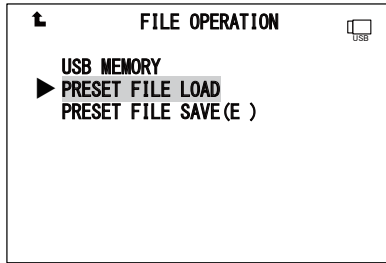 FILE OPERATION
USB
USB MEMORY
PRESET FILE LOAD
PRESET FILE SAVE(E )